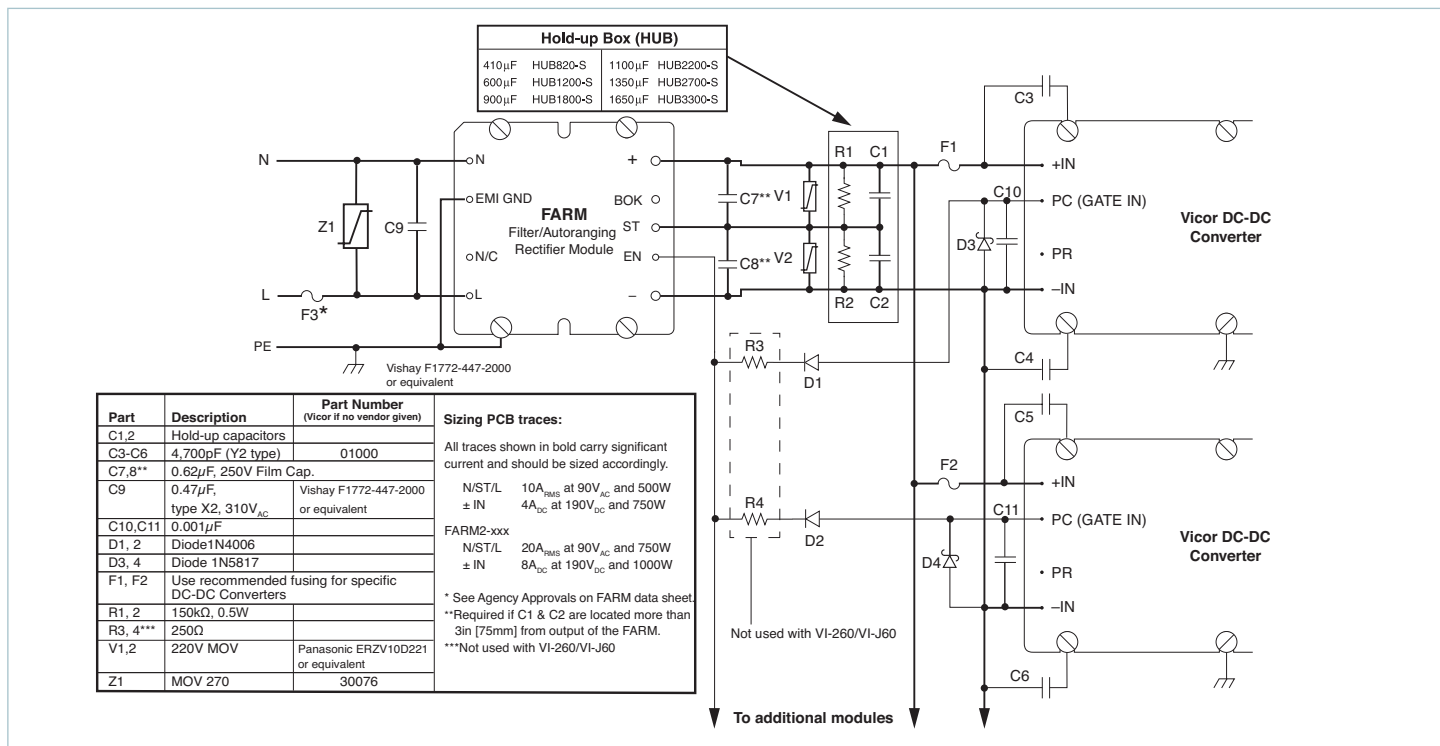 Hold-up Box (HUB)
410µF HUB820-S 1100µF HUB2200-S
600µF HUB1200-S 1350µF HUB2700-S
900µF HUB1800-S 1650µF HUB3300-S
N
Z1
C9
L
F3*
PE
N
EMI GND
N/C
L
FARM
Filter/Autoranging
Rectifier Module
+
BOK
ST
EN
–
C7** V1
C8** V2
R1 C1
R2 C2
F1
C3
+IN
C10
PC (GATE IN)
D3
PR
–IN
Vicor DC-DC
Converter
C4
R3
D1
C5
F2
+IN
R4
D2
C11
PC (GATE IN)
D4
PR
–IN
Vicor DC-DC
Converter
C6
Not used with VI-260/VI-J60
To additional modules
Vishay F1772-447-2000
or equivalent
Part Description Part Number
(Vicor if no vendor given)
C1,2 Hold-up capacitors
C3-C6 4,700pF (Y2 type) 01000
C7,8** 0.62µF, 250V Film Cap.
C9 0.47µF, Vishay F1772-447-2000
type X2, 310VAC or equivalent
C10,C11 0.001µF
D1, 2 Diode1N4006
D3, 4 Diode 1N5817
F1, F2 Use recommended fusing for specific
DC-DC Converters
R1, 2 150kΩ, 0.5W
R3, 4*** 250Ω
V1,2 220V MOV Panasonic ERZV10D221
or equivalent
Z1 MOV 270 30076
Sizing PCB traces:
All traces shown in bold carry significant
current and should be sized accordingly.
N/ST/L 10ARMS at 90VAC and 500W
± IN 4ADC at 190VDC and 750W
FARM2-xxx
N/ST/L 20ARMS at 90VAC and 750W
± IN 8ADC at 190VDC and 1000W
* See Agency Approvals on FARM data sheet.
**Required if C1 & C2 are located more than
3in [75mm] from output of the FARM.
***Not used with VI-260/VI-J60